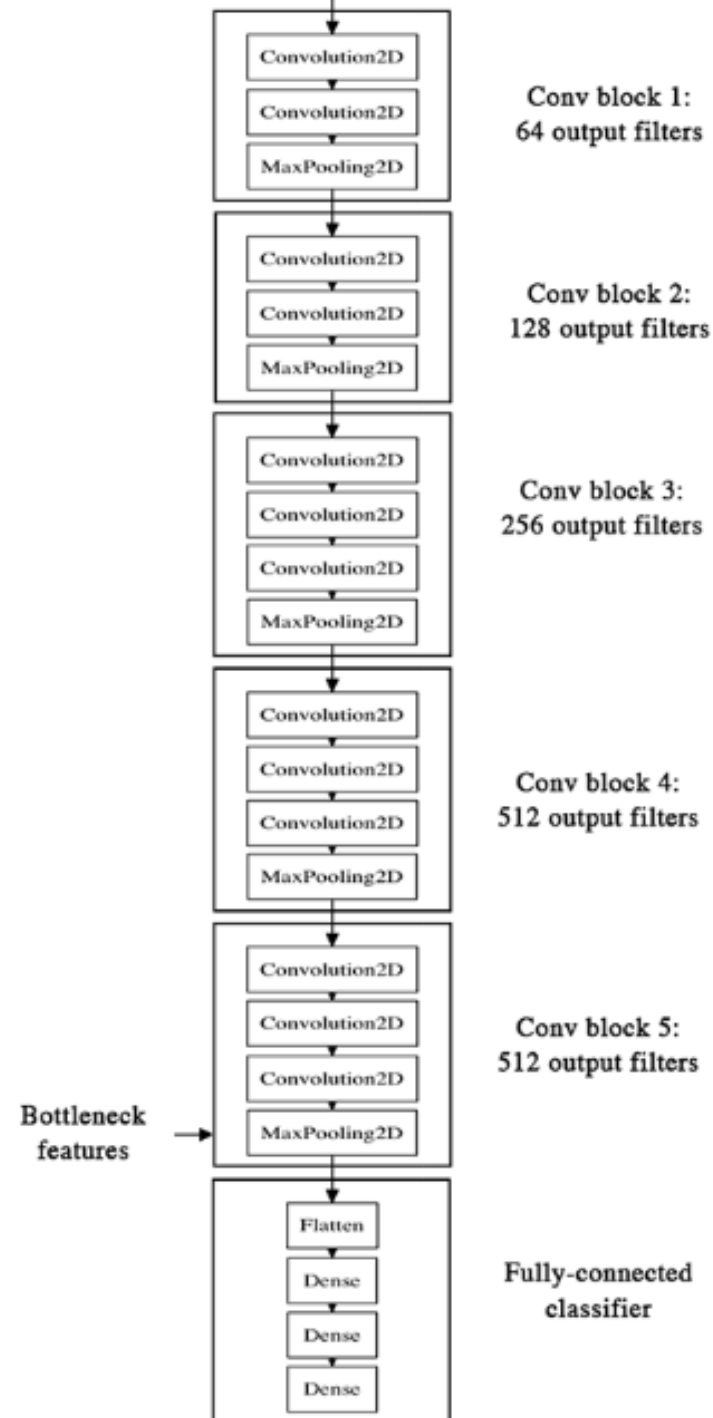 Convolution2D
Convolution2D
MaxPooling2D
Conv block 1:
64 output filters
Convolution2D
Convolution2D
MaxPooling2D
Conv block 2:
128 output filters
Convolution2D
Convolution2D
Convolution2D
MaxPooling2D
Conv block 3:
256 output filters
Convolution2D
Convolution2D
Convolution2D
MaxPooling2D
Conv block 4:
512 output filters
Convolution2D
Convolution2D
Convolution2D
MaxPooling2D
Conv block 5:
512 output filters
Bottleneck
features
Flatten
Dense
Dense
Dense
Fully-connected
classifier